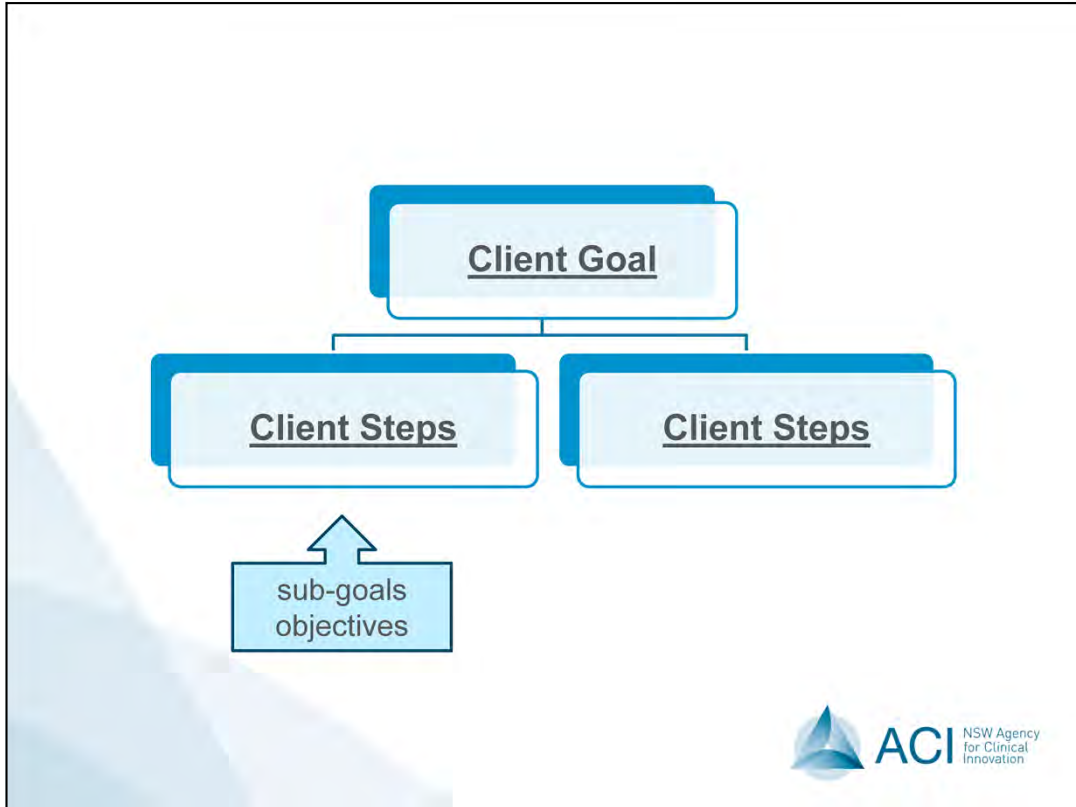 Client Goal
Client Steps
Client Steps
sub-goals
objectives
ACI
NSW Agency
for Clinical
Innovation